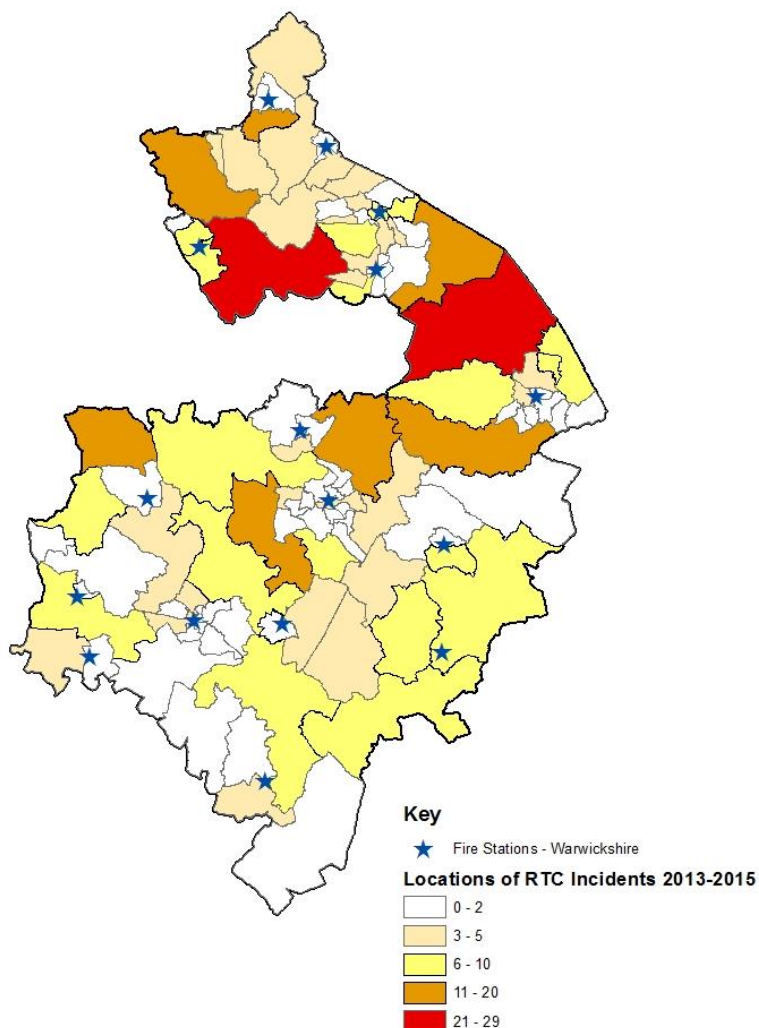 Key
Fire Stations - Warwickshire
Locations of RTC Incidents 2013-2015
0 - 2
3 - 5
6 - 10
11 - 20
21 - 29